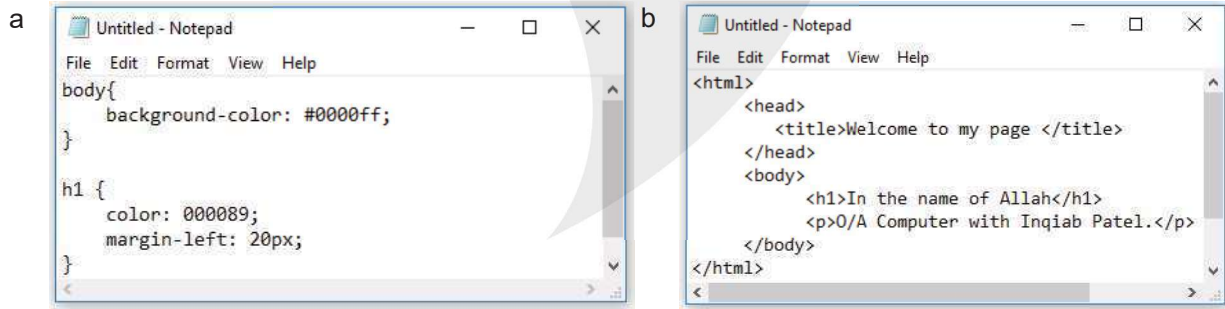 a
Untitled - Notepad
File Edit Format View Help
body{
    background-color: #0000ff;
}
h1 {
    color: 000089;
    margin-left: 20px;
}
b
Untitled - Notepad
File Edit Format View Help
<html>
    <head>
        <title>Welcome to my page </title>
    </head>
    <body>
        <h1>In the name of Allah</h1>
        <p>O/A Computer with Inqiab Patel.</p>
    </body>
</html>